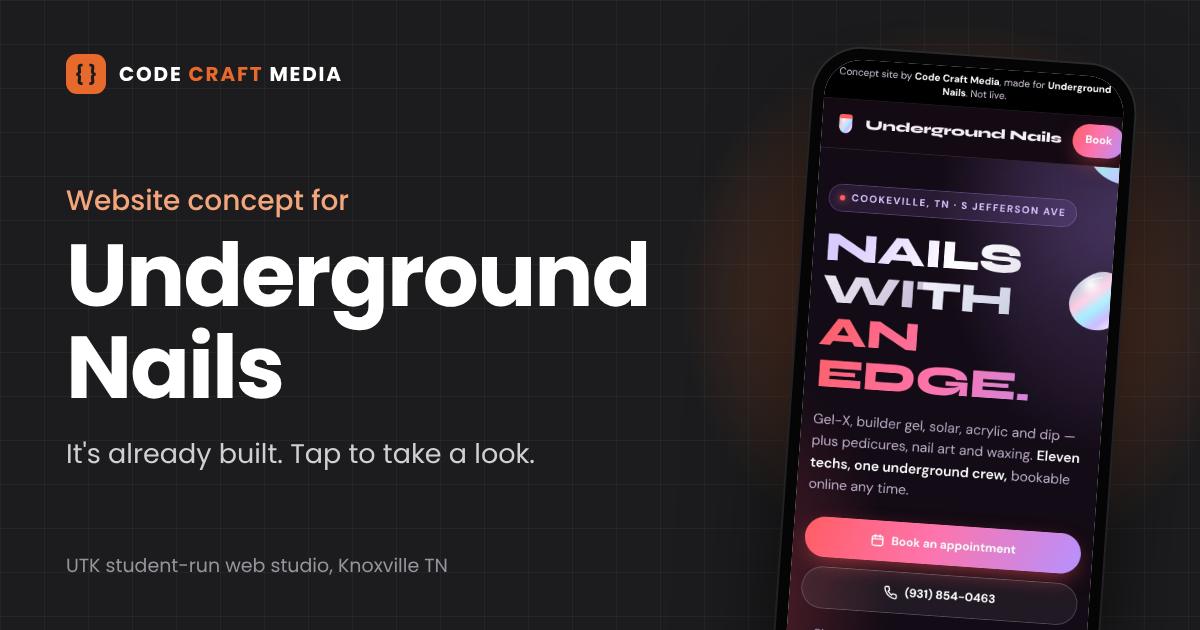 { } CODE CRAFT MEDIA
Website concept for
Underground
Nails
It's already built. Tap to take a look.
UTK student-run web studio, Knoxville TN
Concept site by Code Craft Media, made for Underground
Nails. Not live.
Underground Nails
Book
COOKEVILLE, TN · S JEFFERSON AVE
NAILS
WITH
AN
EDGE.
Gel-X, builder gel, solar, acrylic and dip —
plus pedicures, nail art and waxing. Eleven
techs, one underground crew, bookable
online any time.
Book an appointment
(931) 854-0463